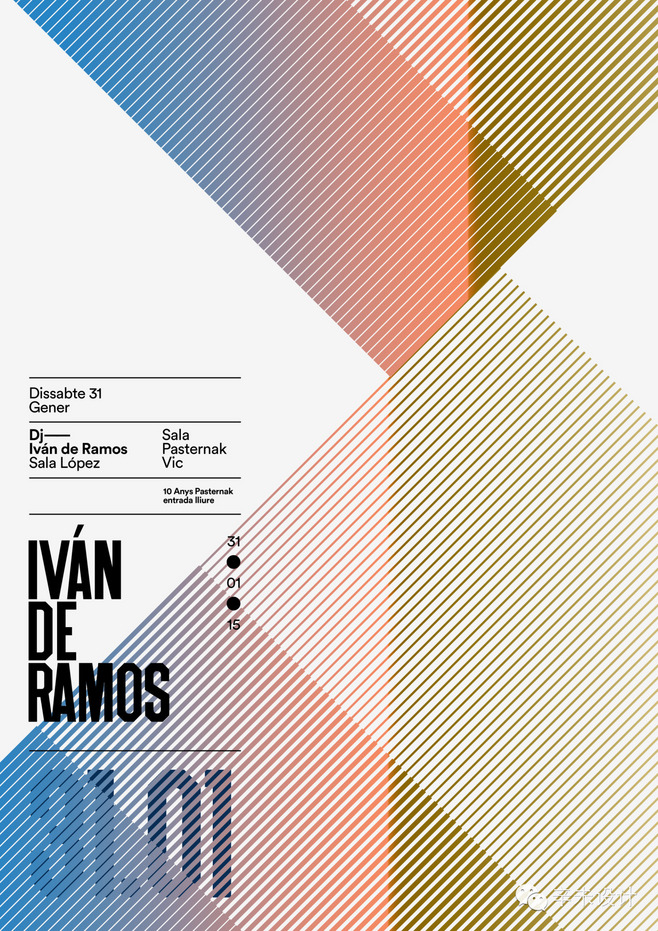 Dissabte 31
Gener
Dj——
Iván de Ramos
Sala López
Sala
Pasternak
Vic
10 Anys Pasternak
entrada lliure
IVÁN
DE
RAMOS
31
01
15
31.01